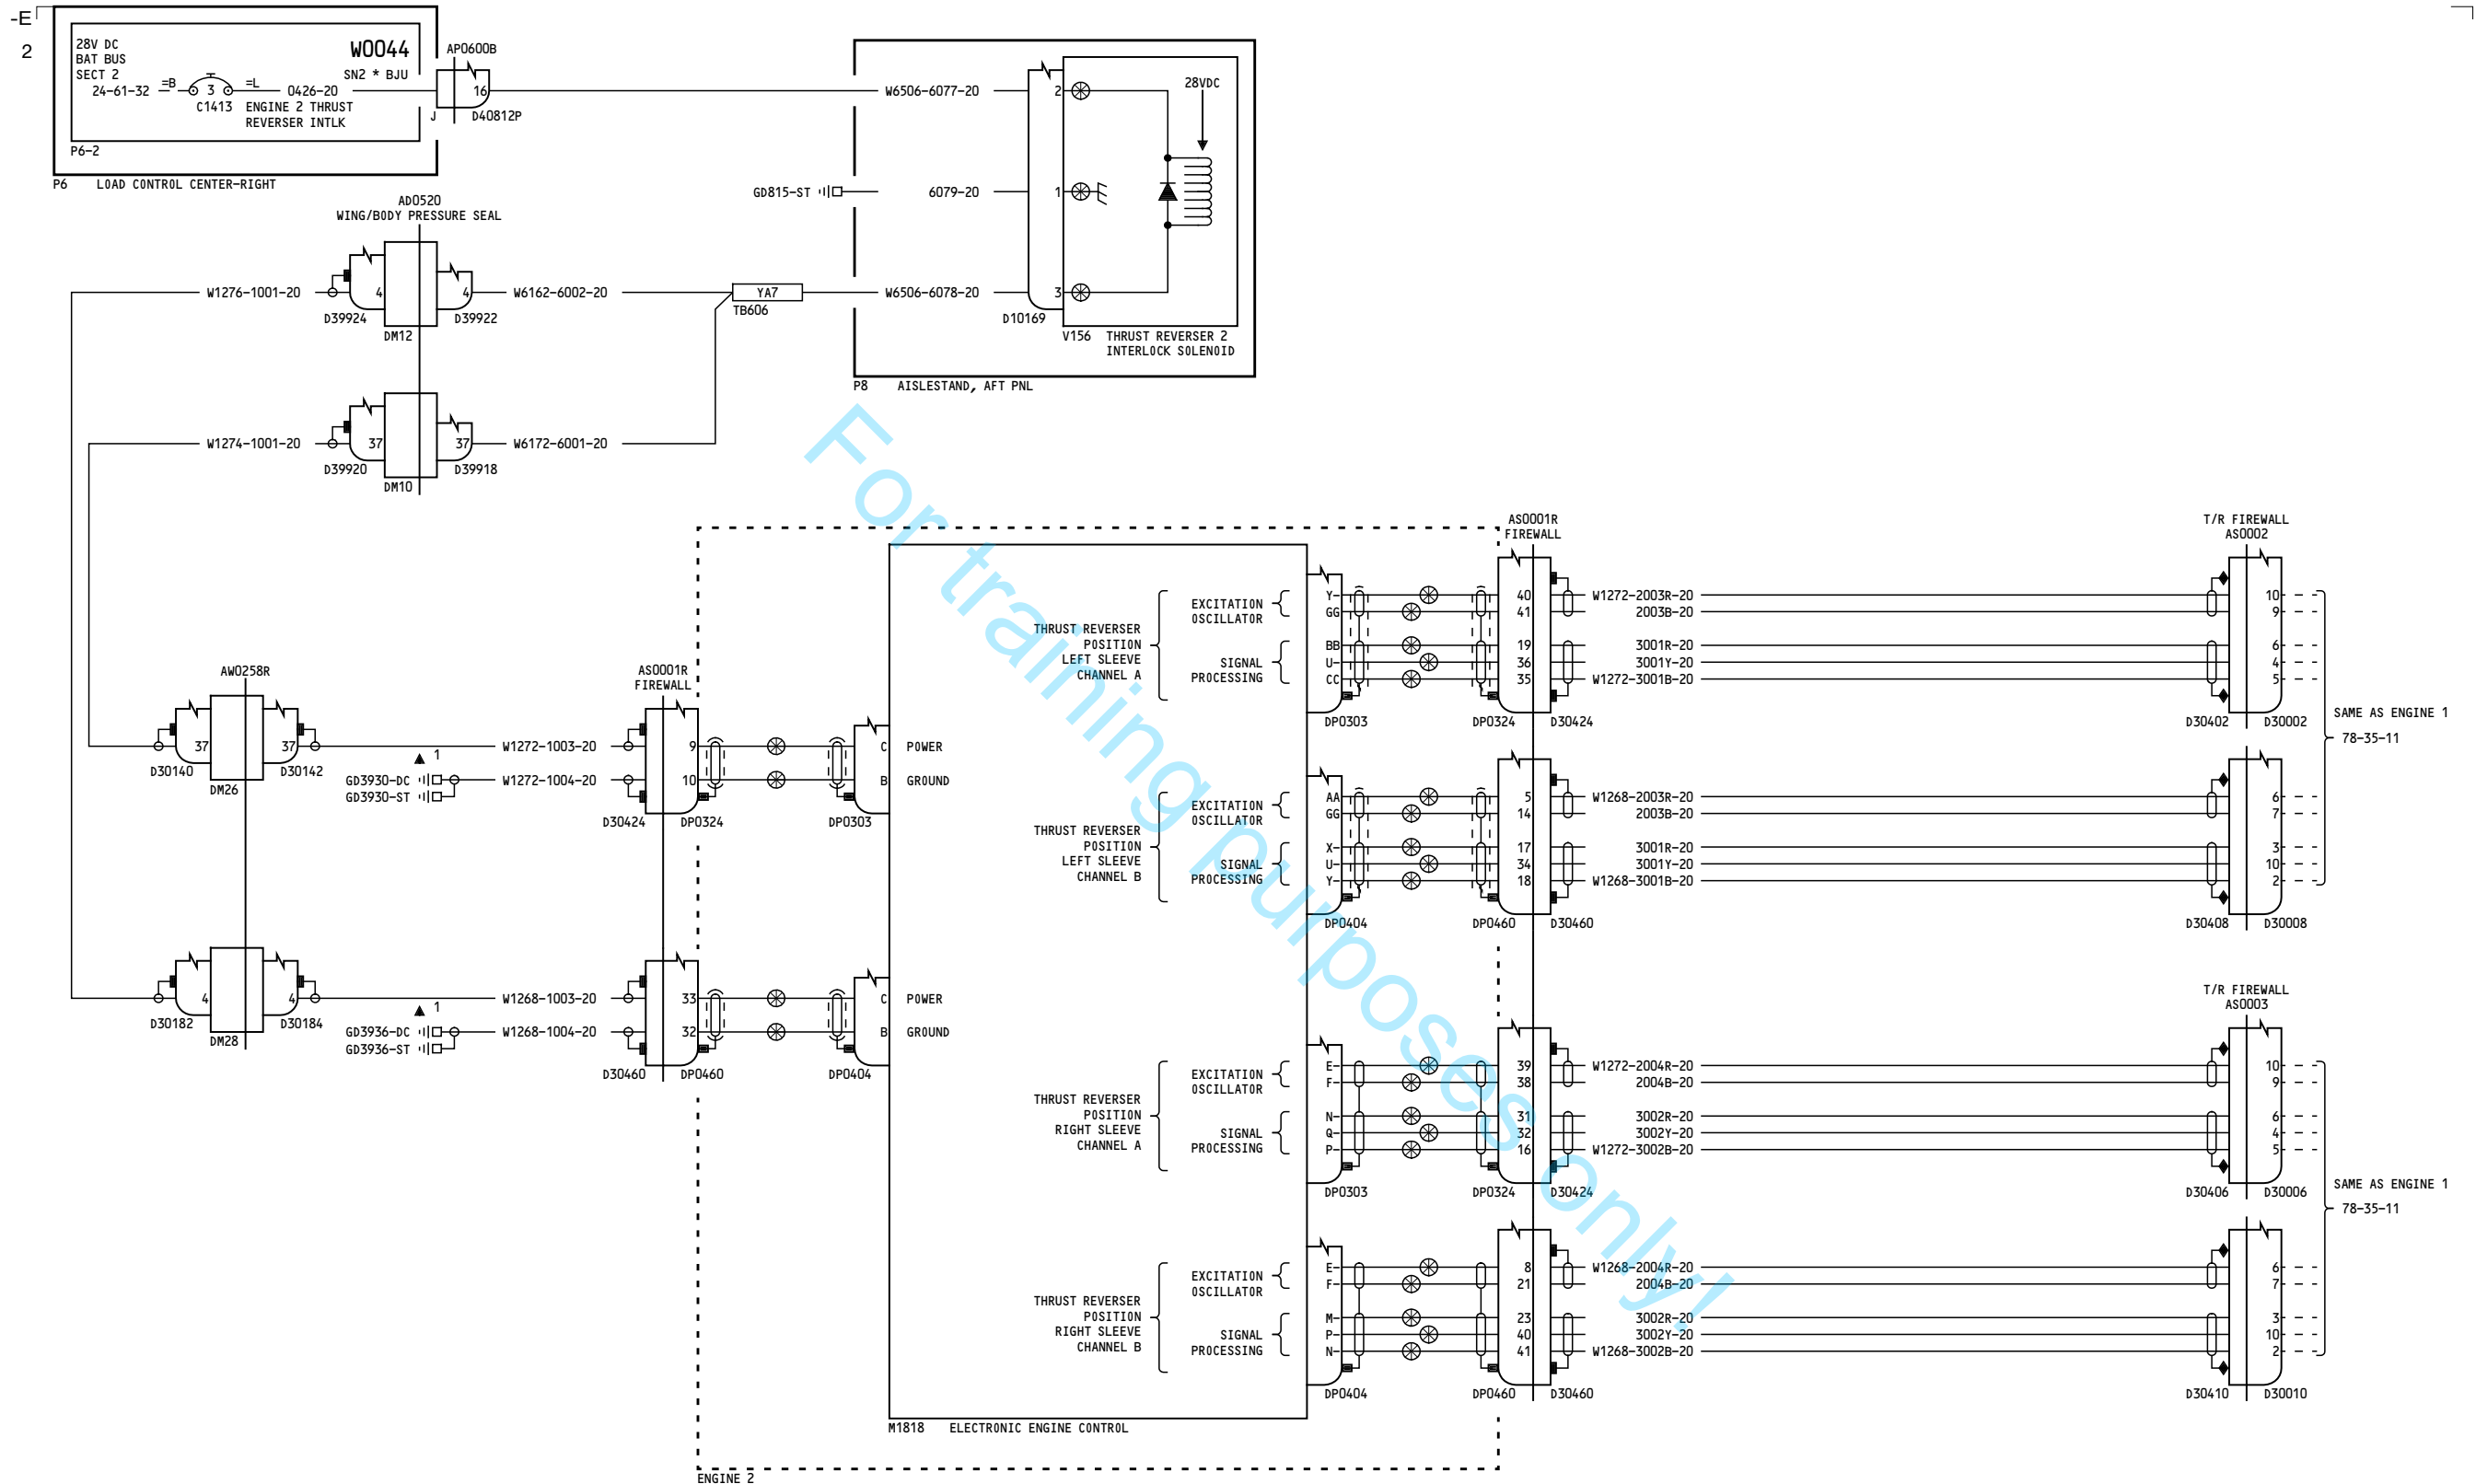 -E
2
28V DC
BAT BUS
SECT 2
24-61-32
=B
3
=L
0426-20
C1413
ENGINE 2 THRUST
REVERSER INTLK
W0044
SN2 * BJU
P6-2
P6 LOAD CONTROL CENTER-RIGHT
AP0600B
16
J
D40812P
W6506-6077-20
2
28VDC
GD815-ST
6079-20
1
W6506-6078-20
3
D10169
V156 THRUST REVERSER 2
INTERLOCK SOLENOID
P8 AISLESTAND, AFT PNL
AD0520
WING/BODY PRESSURE SEAL
W1276-1001-20
4
4
W6162-6002-20
YA7
TB606
D39924
D39922
DM12
W1274-1001-20
37
37
W6172-6001-20
D39920
D39918
DM10
AW0258R
37
37
D30140
D30142
DM26
1
W1272-1003-20
GD3930-DC
W1272-1004-20
GD3930-ST
AS0001R
FIREWALL
9
10
D30424
DP0324
DP0303
C POWER
B GROUND
4
4
D30182
D30184
DM28
1
W1268-1003-20
GD3936-DC
W1268-1004-20
GD3936-ST
33
32
D30460
DP0460
DP0404
C POWER
B GROUND
M1818 ELECTRONIC ENGINE CONTROL
ENGINE 2
THRUST REVERSER
POSITION
LEFT SLEEVE
CHANNEL A
EXCITATION
OSCILLATOR
SIGNAL
PROCESSING
Y-
GG
BB
U-
CC
DP0303
AS0001R
FIREWALL
40
41
19
36
35
DP0324
D30424
W1272-2003R-20
2003B-20
3001R-20
3001Y-20
W1272-3001B-20
T/R FIREWALL
AS0002
10
9
6
4
5
D30402
D30002
SAME AS ENGINE 1
78-35-11
THRUST REVERSER
POSITION
LEFT SLEEVE
CHANNEL B
EXCITATION
OSCILLATOR
SIGNAL
PROCESSING
AA
GG
X-
U-
Y-
DP0404
5
14
17
34
18
DP0460
D30460
W1268-2003R-20
2003B-20
3001R-20
3001Y-20
W1268-3001B-20
6
7
3
10
2
D30408
D30008
THRUST REVERSER
POSITION
RIGHT SLEEVE
CHANNEL A
EXCITATION
OSCILLATOR
SIGNAL
PROCESSING
E-
F-
N-
Q-
P-
DP0303
39
38
31
32
16
DP0324
D30424
W1272-2004R-20
2004B-20
3002R-20
3002Y-20
W1272-3002B-20
T/R FIREWALL
AS0003
10
9
6
4
5
D30406
D30006
SAME AS ENGINE 1
78-35-11
THRUST REVERSER
POSITION
RIGHT SLEEVE
CHANNEL B
EXCITATION
OSCILLATOR
SIGNAL
PROCESSING
E-
F-
M-
P-
N-
DP0404
8
21
23
40
41
DP0460
D30460
W1268-2004R-20
2004B-20
3002R-20
3002Y-20
W1268-3002B-20
6
7
3
10
2
D30410
D30010
For training purposes only!